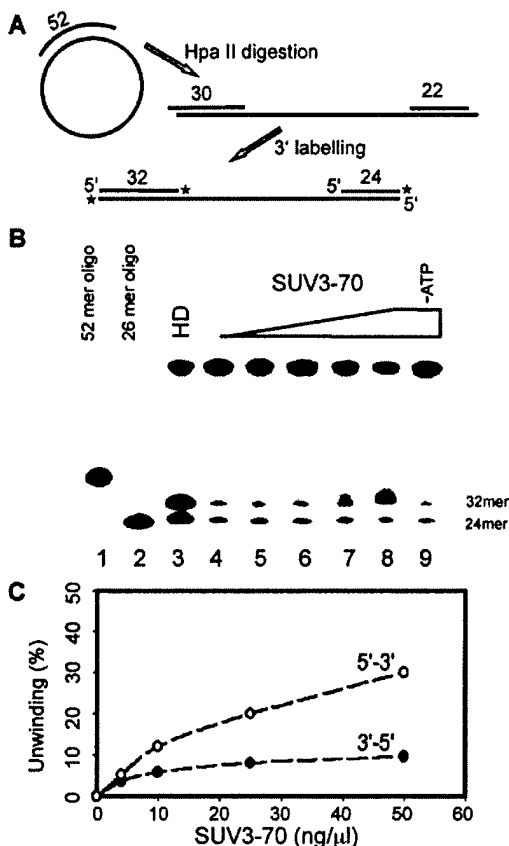 A
52
Hpa II digestion
30
22
3' labelling
5'
32
★
5'
24
★
★
5'
B
52 mer oligo
26 mer oligo
HD
SUV3-70
-ATP
32mer
24mer
1 2 3 4 5 6 7 8 9
C
50
40
30
20
10
0
Unwinding (%)
5'-3'
3'-5'
0 10 20 30 40 50 60
SUV3-70 (ng/µl)